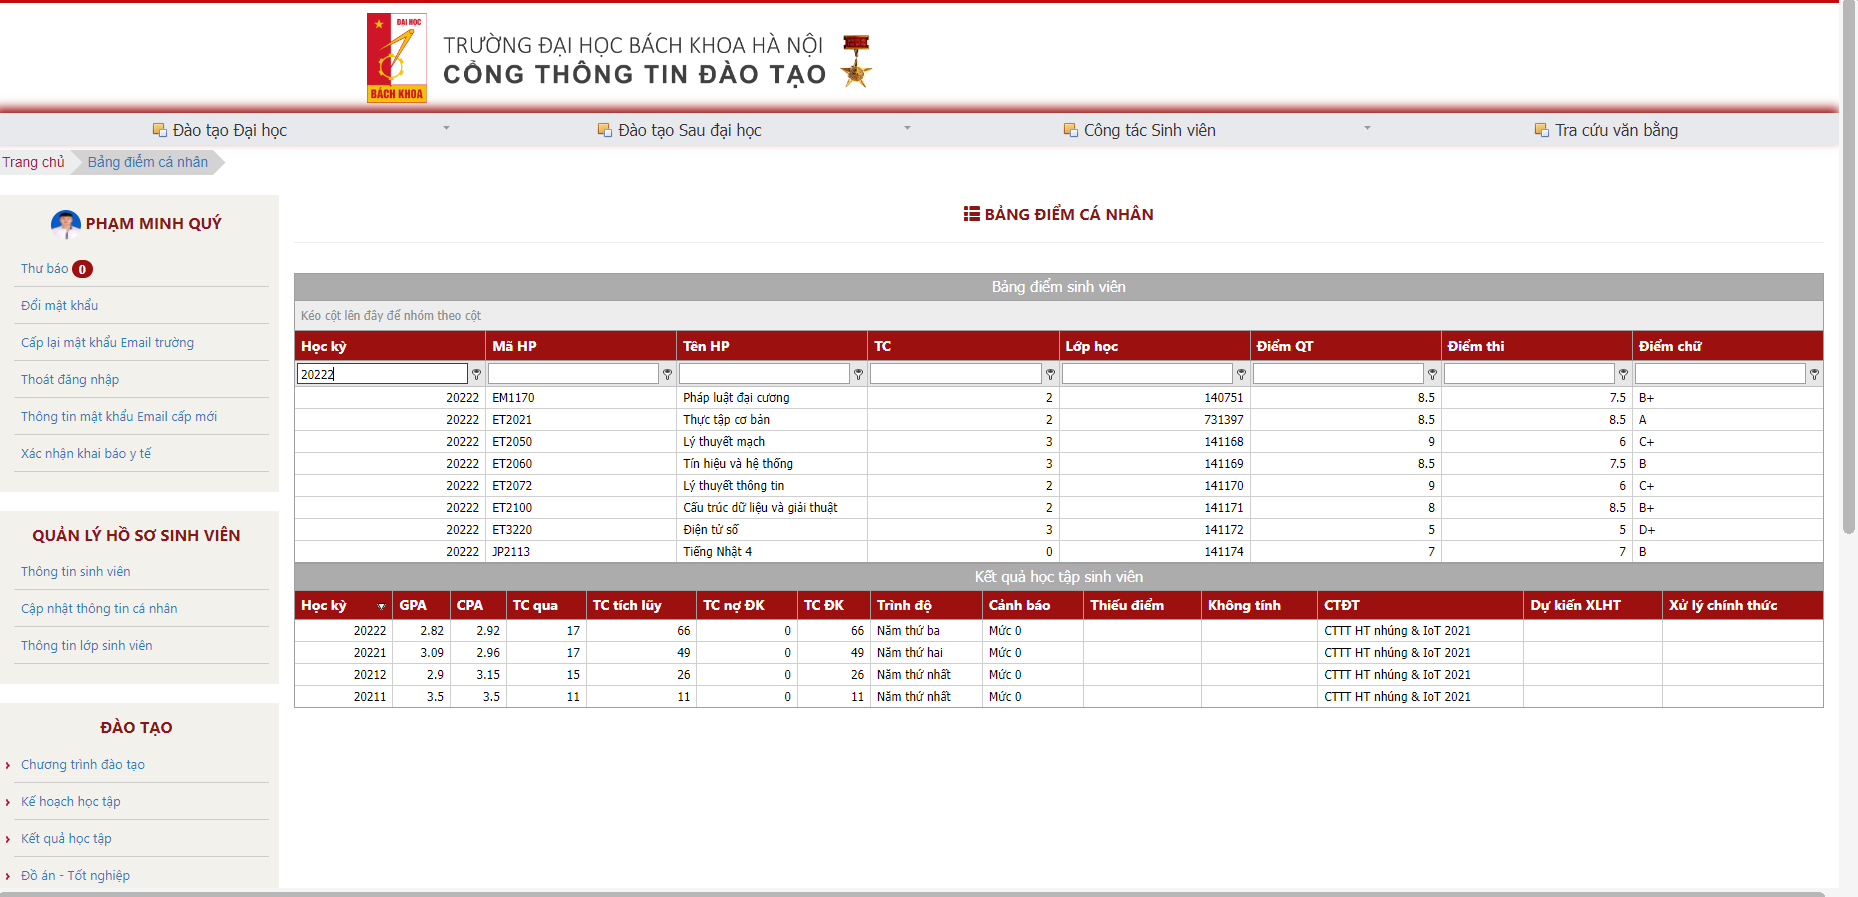 ĐẠI HỌC
BÁCH KHOA
TRƯỜNG ĐẠI HỌC BÁCH KHOA HÀ NỘI
CỔNG THÔNG TIN ĐÀO TẠO
Đào tạo Đại học Đào tạo Sau đại học Công tác Sinh viên Tra cứu văn bằng
Trang chủ Bảng điểm cá nhân
PHẠM MINH QUÝ
Thư báo 0
Đổi mật khẩu
Cấp lại mật khẩu Email trường
Thoát đăng nhập
Thông tin mật khẩu Email cấp mới
Xác nhận khai báo y tế
QUẢN LÝ HỒ SƠ SINH VIÊN
Thông tin sinh viên
Cập nhật thông tin cá nhân
Thông tin lớp sinh viên
ĐÀO TẠO
Chương trình đào tạo
Kế hoạch học tập
Kết quả học tập
Đồ án - Tốt nghiệp
BẢNG ĐIỂM CÁ NHÂN
Bảng điểm sinh viên
Kéo cột lên đây để nhóm theo cột
Học kỳ Mã HP Tên HP TC Lớp học Điểm QT Điểm thi Điểm chữ
20222
20222 EM1170 Pháp luật đại cương 2 140751 8.5 7.5 B+
20222 ET2021 Thực tập cơ bản 2 731397 8.5 8.5 A
20222 ET2050 Lý thuyết mạch 3 141168 9 6 C+
20222 ET2060 Tín hiệu và hệ thống 3 141169 8.5 7.5 B
20222 ET2072 Lý thuyết thông tin 2 141170 9 6 C+
20222 ET2100 Cấu trúc dữ liệu và giải thuật 2 141171 8 8.5 B+
20222 ET3220 Điện tử số 3 141172 5 5 D+
20222 JP2113 Tiếng Nhật 4 0 141174 7 7 B
Kết quả học tập sinh viên
Học kỳ GPA CPA TC qua TC tích lũy TC nợ ĐK TC ĐK Trình độ Cảnh báo Thiếu điểm Không tính CTĐT Dự kiến XLHT Xử lý chính thức
20222 2.82 2.92 17 66 0 66 Năm thứ ba Mức 0 CTTT HT nhúng & IoT 2021
20221 3.09 2.96 17 49 0 49 Năm thứ hai Mức 0 CTTT HT nhúng & IoT 2021
20212 2.9 3.15 15 26 0 26 Năm thứ nhất Mức 0 CTTT HT nhúng & IoT 2021
20211 3.5 3.5 11 11 0 11 Năm thứ nhất Mức 0 CTTT HT nhúng & IoT 2021